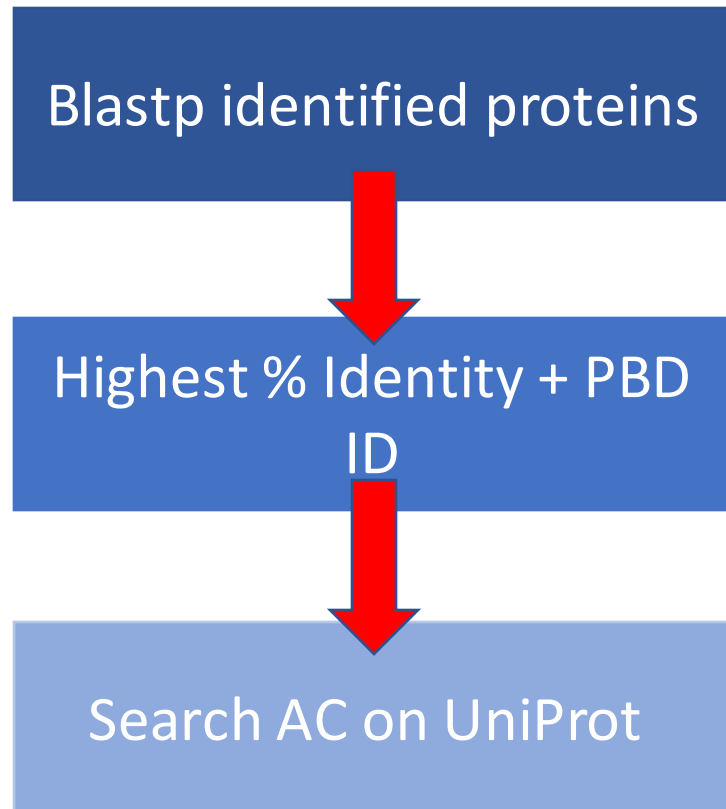 Blastp identified proteins
Highest % Identity + PBD
ID
Search AC on UniProt